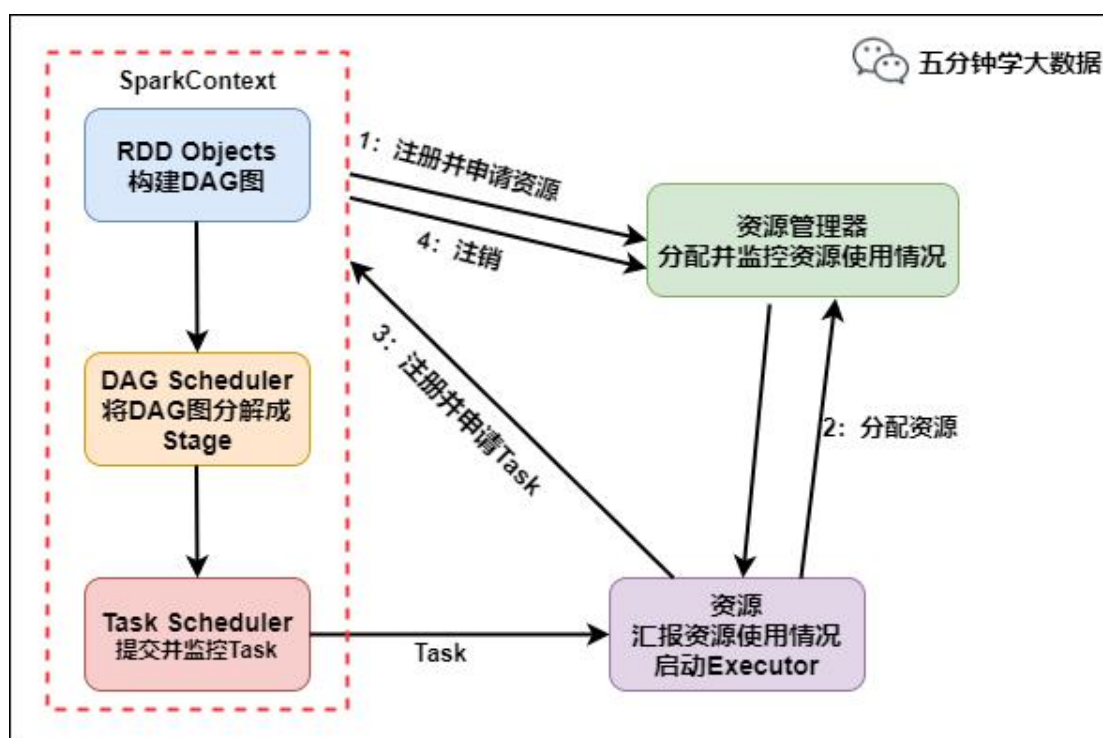 五分钟学大数据
SparkContext
RDD Objects
构建DAG图
1：注册并申请资源
4：注销
资源管理器
分配并监控资源使用情况
3：注册并申请Task
DAG Scheduler
将DAG图分解成
Stage
2：分配资源
Task Scheduler
提交并监控Task
Task
资源
汇报资源使用情况
启动Executor